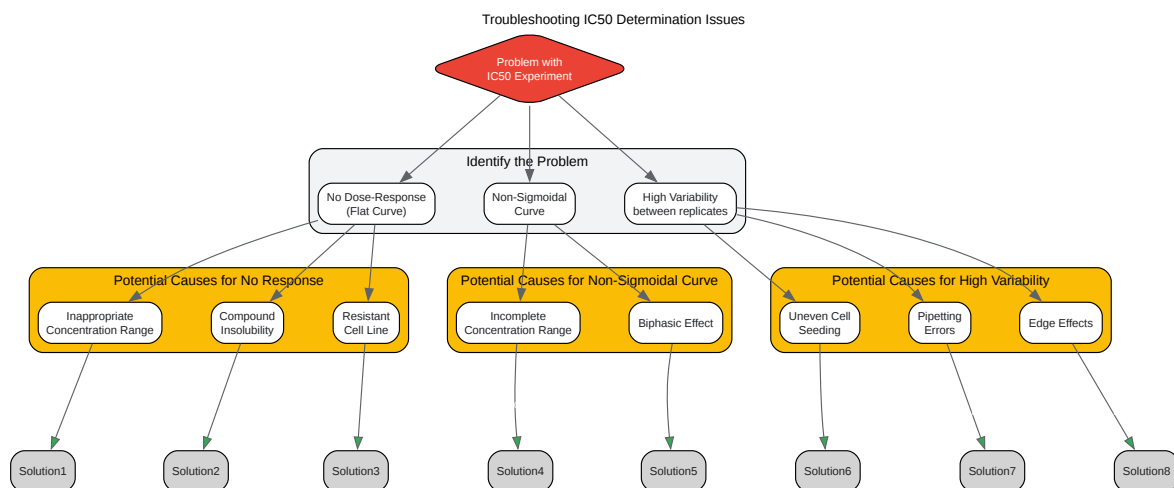 Troubleshooting IC50 Determination Issues
Problem with
IC50 Experiment
Identify the Problem
No Dose-Response
(Flat Curve)
Non-Sigmoidal
Curve
High Variability
between replicates
Potential Causes for No Response
Potential Causes for Non-Sigmoidal Curve
Potential Causes for High Variability
Inappropriate
Concentration Range
Compound
Insolubility
Resistant
Cell Line
Incomplete
Concentration Range
Biphasic Effect
Uneven Cell
Seeding
Pipetting
Errors
Edge Effects
Solution1
Solution2
Solution3
Solution4
Solution5
Solution6
Solution7
Solution8